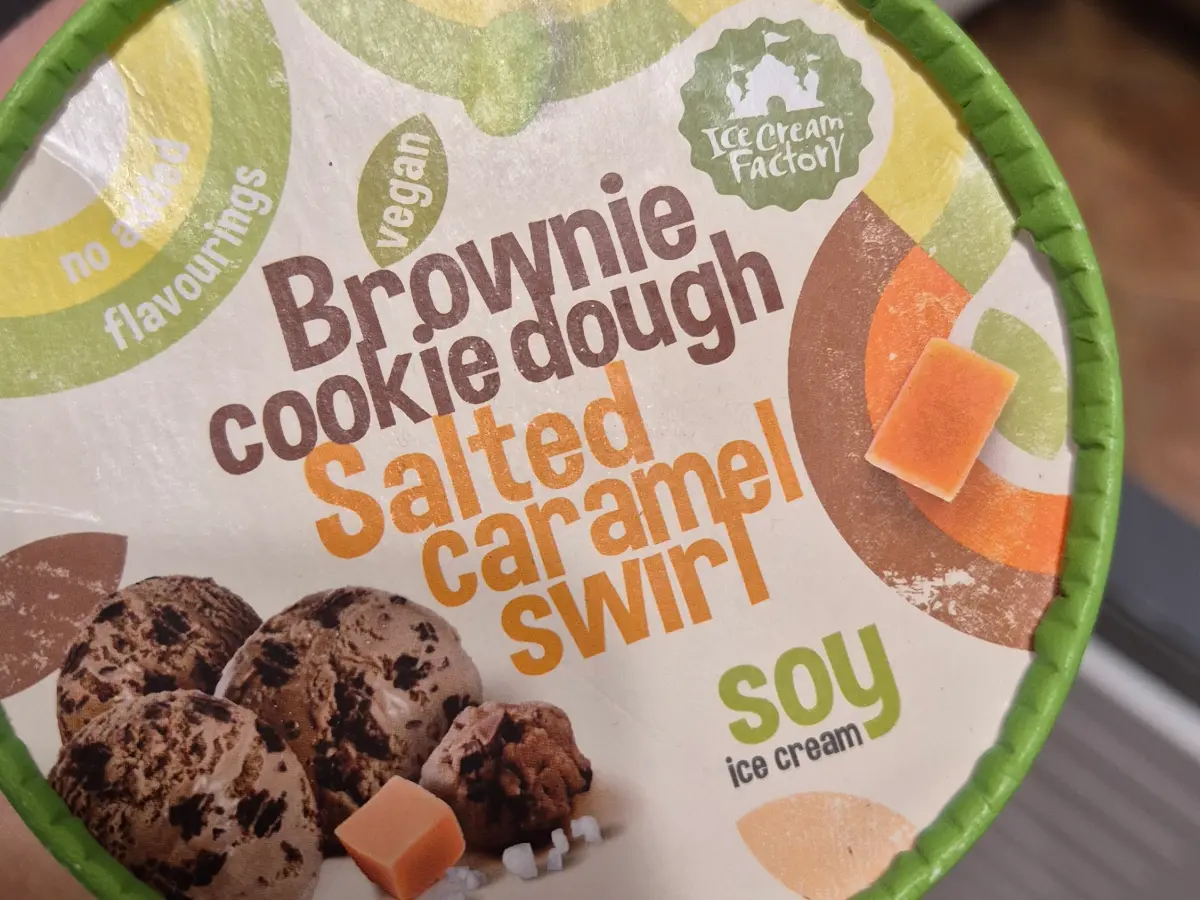 no added
flavourings
vegan
Ice Cream
Factory
Brownie
cookie dough
Salted
caramel
swirl
soy
ice cream